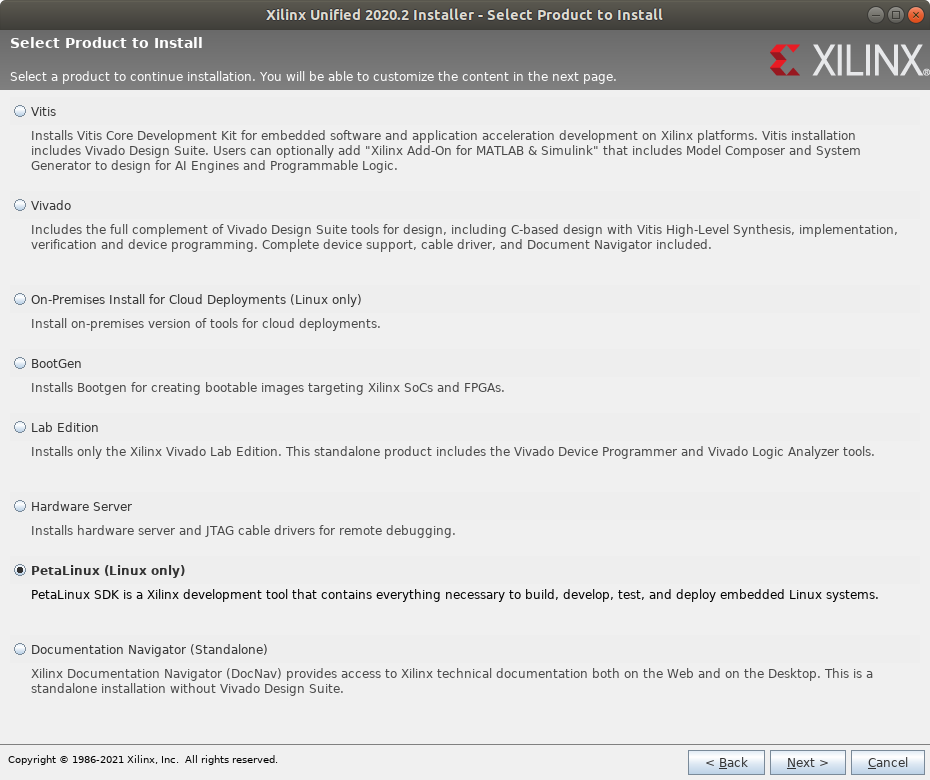 Xilinx Unified 2020.2 Installer - Select Product to Install
Select Product to Install
Select a product to continue installation. You will be able to customize the content in the next page.
XILINX®
Vitis
Installs Vitis Core Development Kit for embedded software and application acceleration development on Xilinx platforms. Vitis installation
includes Vivado Design Suite. Users can optionally add "Xilinx Add-On for MATLAB & Simulink" that includes Model Composer and System
Generator to design for AI Engines and Programmable Logic.
Vivado
Includes the full complement of Vivado Design Suite tools for design, including C-based design with Vitis High-Level Synthesis, implementation,
verification and device programming. Complete device support, cable driver, and Document Navigator included.
On-Premises Install for Cloud Deployments (Linux only)
Install on-premises version of tools for cloud deployments.
BootGen
Installs Bootgen for creating bootable images targeting Xilinx SoCs and FPGAs.
Lab Edition
Installs only the Xilinx Vivado Lab Edition. This standalone product includes the Vivado Device Programmer and Vivado Logic Analyzer tools.
Hardware Server
Installs hardware server and JTAG cable drivers for remote debugging.
PetaLinux (Linux only)
PetaLinux SDK is a Xilinx development tool that contains everything necessary to build, develop, test, and deploy embedded Linux systems.
Documentation Navigator (Standalone)
Xilinx Documentation Navigator (DocNav) provides access to Xilinx technical documentation both on the Web and on the Desktop. This is a
standalone installation without Vivado Design Suite.
Copyright © 1986-2021 Xilinx, Inc. All rights reserved.
< Back
Next >
Cancel